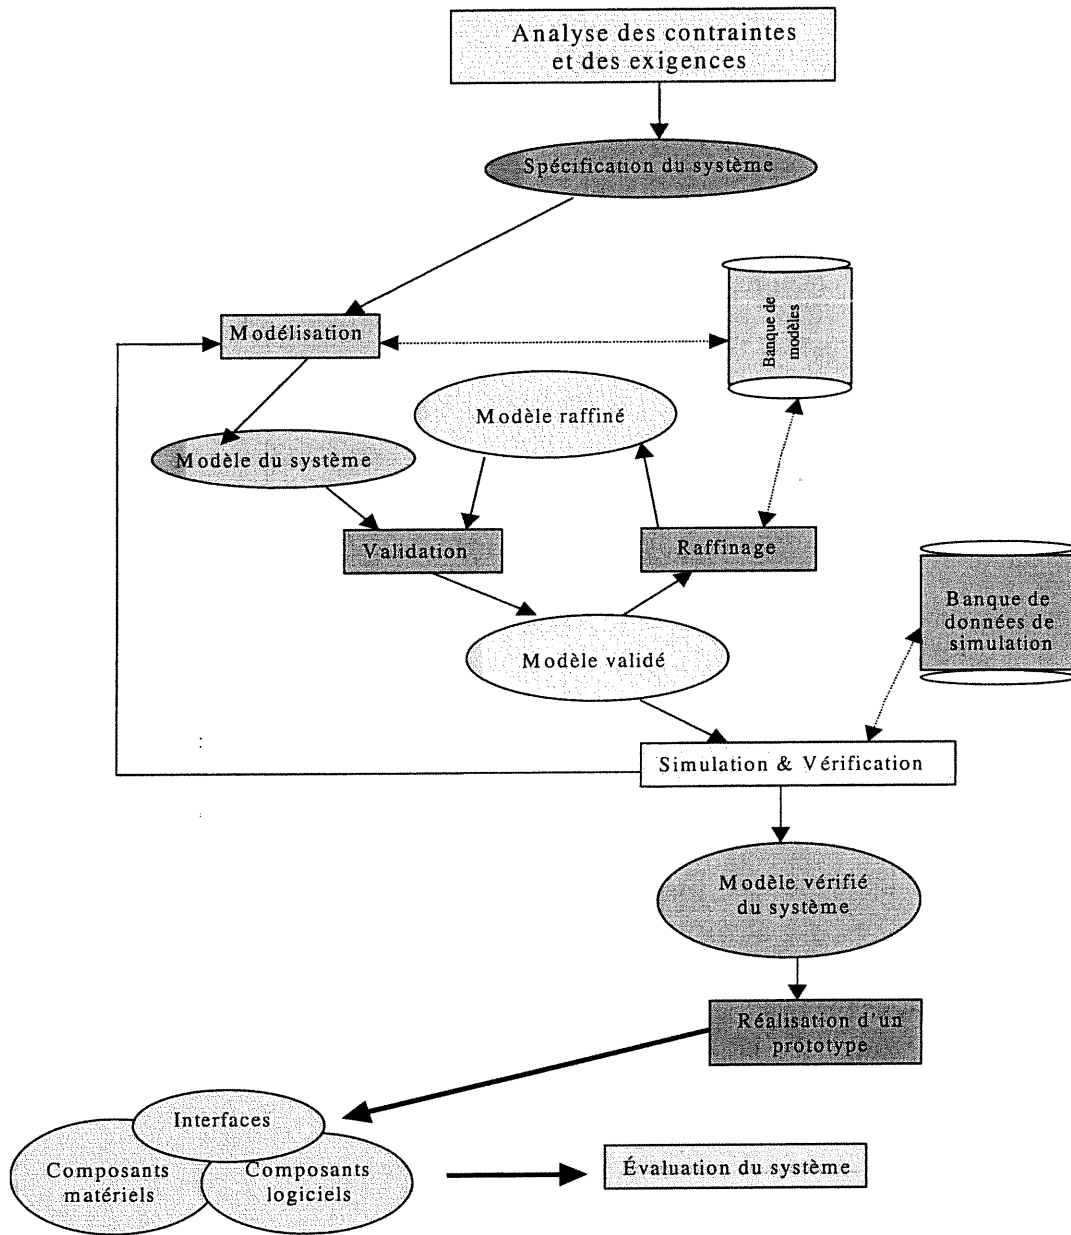 Analyse des contraintes
et des exigences
Spécification du système
Banque de
modèles
Modélisation
Modèle raffiné
Modèle du système
Validation
Raffinage
Banque de
données de
simulation
Modèle validé
Simulation & Vérification
Modèle vérifié
du système
Réalisation d'un
prototype
Interfaces
Composants
matériels
Composants
logiciels
Évaluation du système